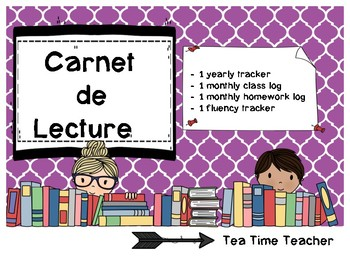 Carnet
de
Lecture
- 1 yearly tracker
- 1 monthly class log
- 1 monthly homework log
- 1 fluency tracker
Tea Time Teacher